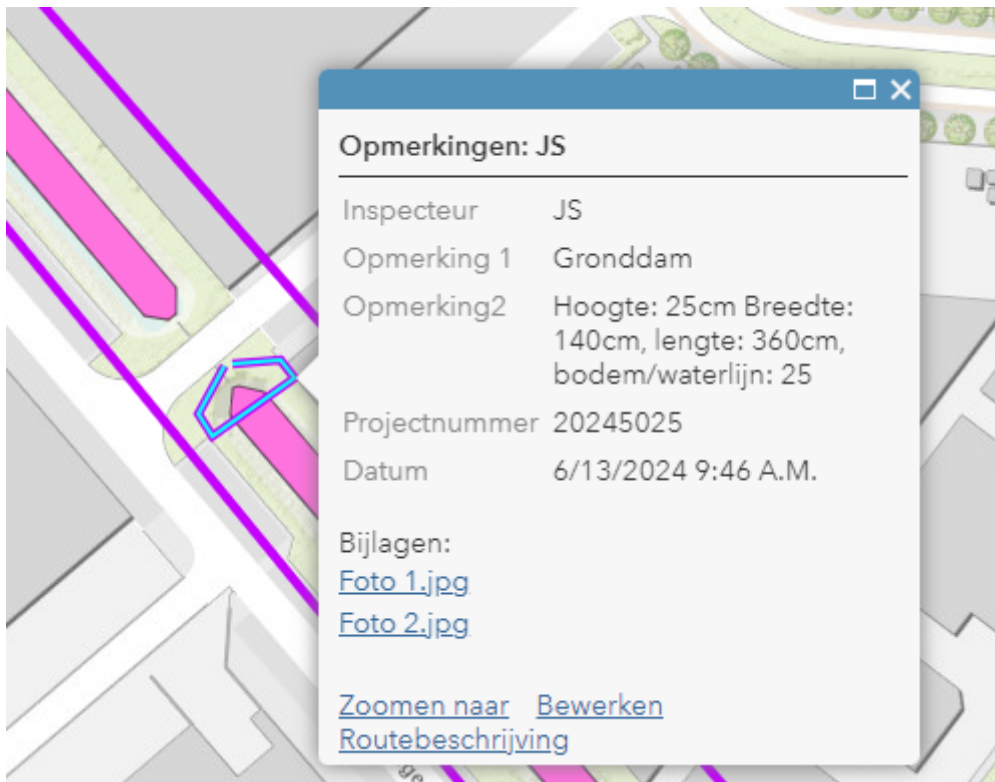 Opmerkingen: JS
Inspecteur JS
Opmerking 1 Gronddam
Opmerking2 Hoogte: 25cm Breedte:
140cm, lengte: 360cm,
bodem/waterlijn: 25
Projectnummer 20245025
Datum 6/13/2024 9:46 A.M.
Bijlagen:
Foto 1.jpg
Foto 2.jpg
Zoomen naar Bewerken
Routebeschrijving